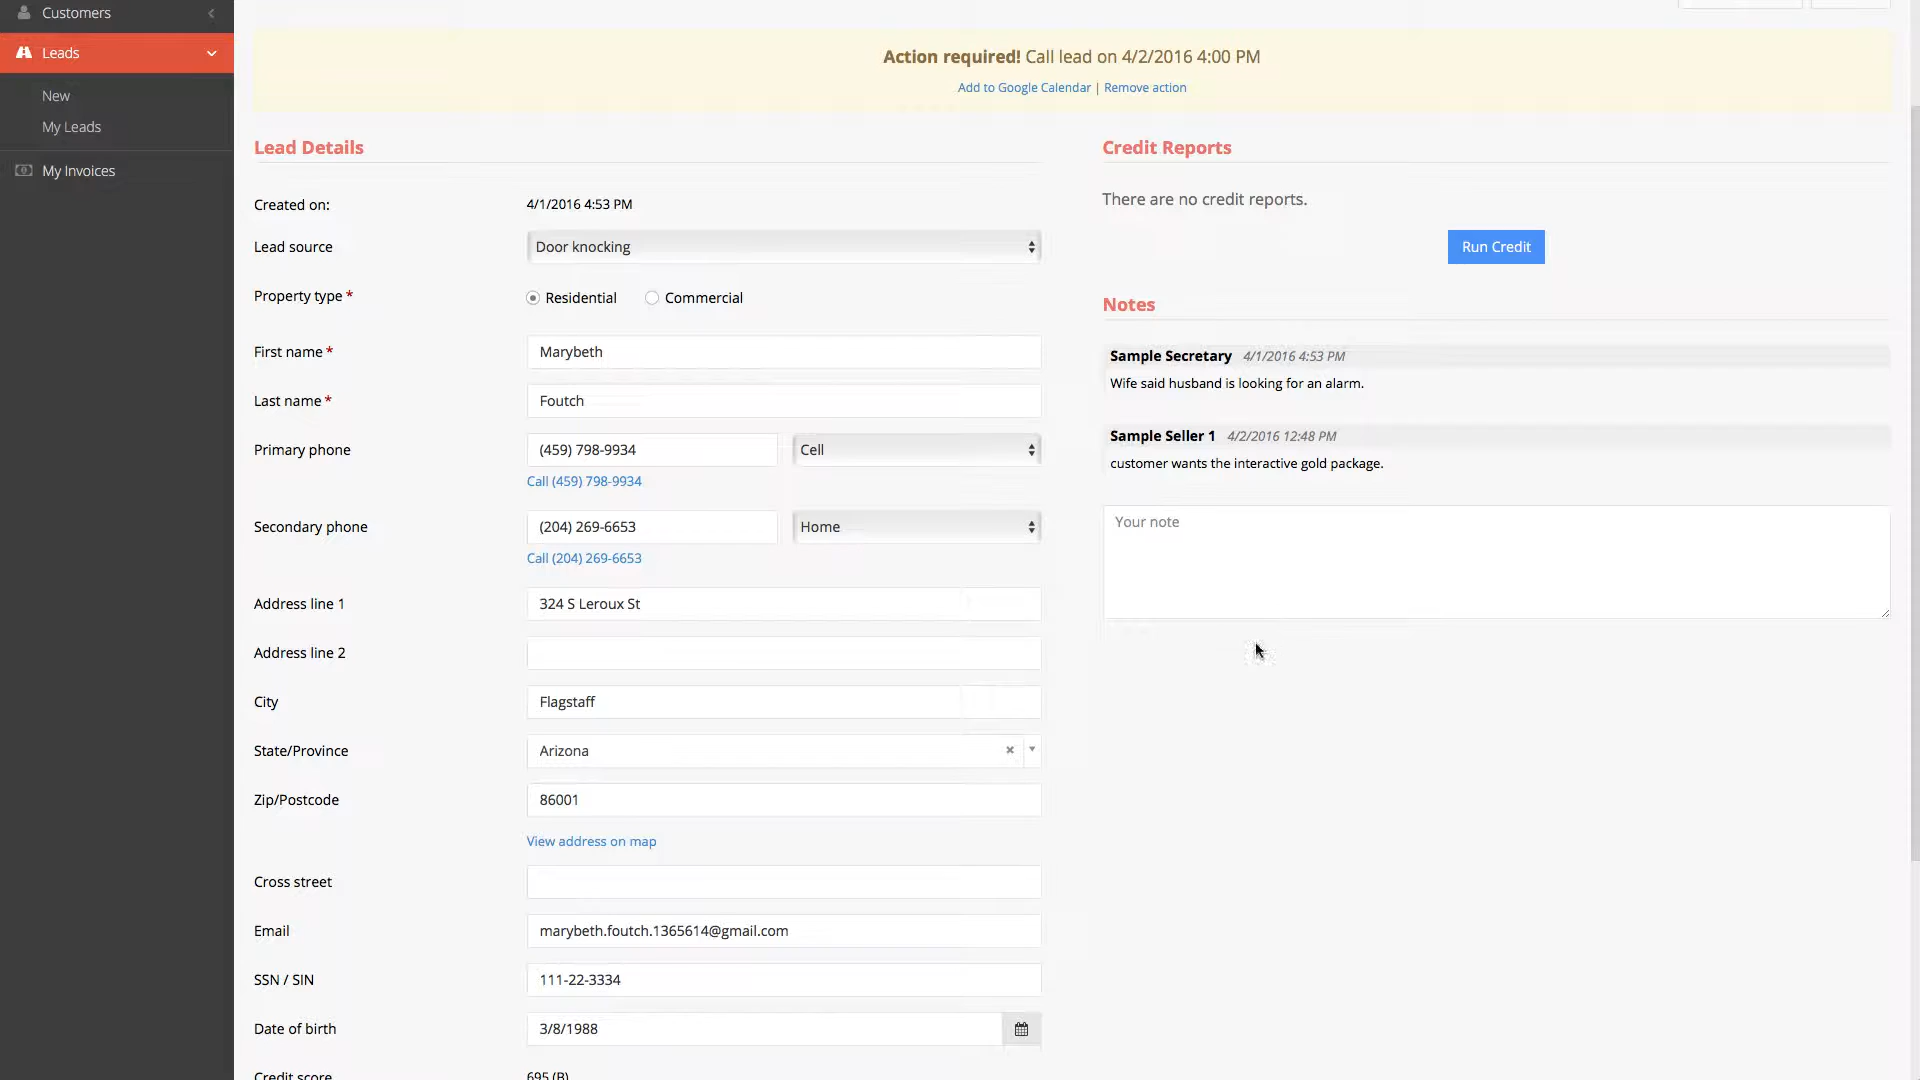 Customers
Leads
New
My Leads
My Invoices
Action required! Call lead on 4/2/2016 4:00 PM
Add to Google Calendar | Remove action
Lead Details
Created on: 4/1/2016 4:53 PM
Lead source Door knocking
Property type * Residential Commercial
First name * Marybeth
Last name * Foutch
Primary phone (459) 798-9934 Cell
Call (459) 798-9934
Secondary phone (204) 269-6653 Home
Call (204) 269-6653
Address line 1 324 S Leroux St
Address line 2
City Flagstaff
State/Province Arizona
Zip/Postcode 86001
View address on map
Cross street
Email marybeth.foutch.1365614@gmail.com
SSN / SIN 111-22-3334
Date of birth 3/8/1988
Credit score 695 (B)
Credit Reports
There are no credit reports.
Run Credit
Notes
Sample Secretary 4/1/2016 4:53 PM
Wife said husband is looking for an alarm.
Sample Seller 1 4/2/2016 12:48 PM
customer wants the interactive gold package.
Your note